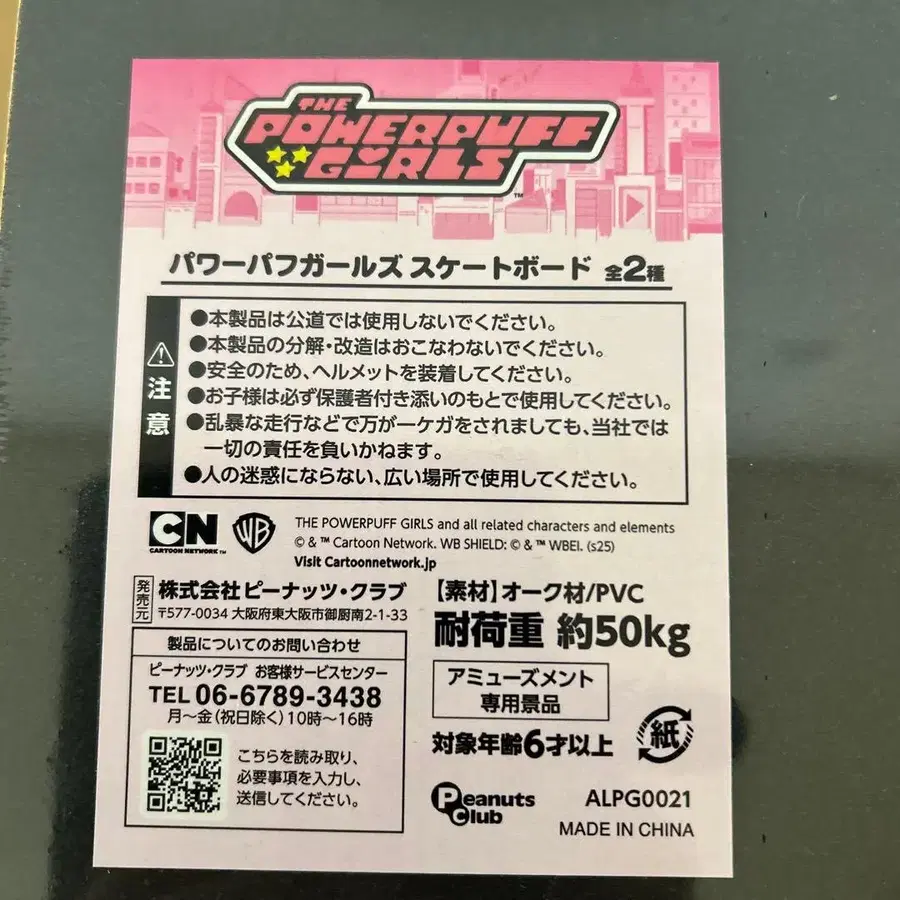 THE
POWERPUFF
GIRLS™
パワーパフガールズ スケートボード 全2種
注意
●本製品は公道では使用しないでください。
●本製品の分解・改造はおこなわないでください。
●安全のため、ヘルメットを装着してください。
●お子様は必ず保護者付き添いのもとで使用してください。
●乱暴な走行などで万が一ケガをされましても、当社では
一切の責任を負いかねます。
●人の迷惑にならない、広い場所で使用してください。
CN
CARTOON NETWORK™
WB
THE POWERPUFF GIRLS and all related characters and elements
© & ™ Cartoon Network. WB SHIELD: © & ™ WBEI. (s25)
Visit Cartoonnetwork.jp
発売元
株式会社ピーナッツ・クラブ
〒577-0034 大阪府東大阪市御厨南2-1-33
製品についてのお問い合わせ
ピーナッツ・クラブ お客様サービスセンター
TEL 06-6789-3438
月～金(祝日除く)10時～16時
こちらを読み取り、
必要事項を入力し、
送信してください。
【素材】オーク材/PVC
耐荷重 約50kg
アミューズメント
専用景品
対象年齢6才以上
紙
Peanuts
Club
ALPG0021
MADE IN CHINA